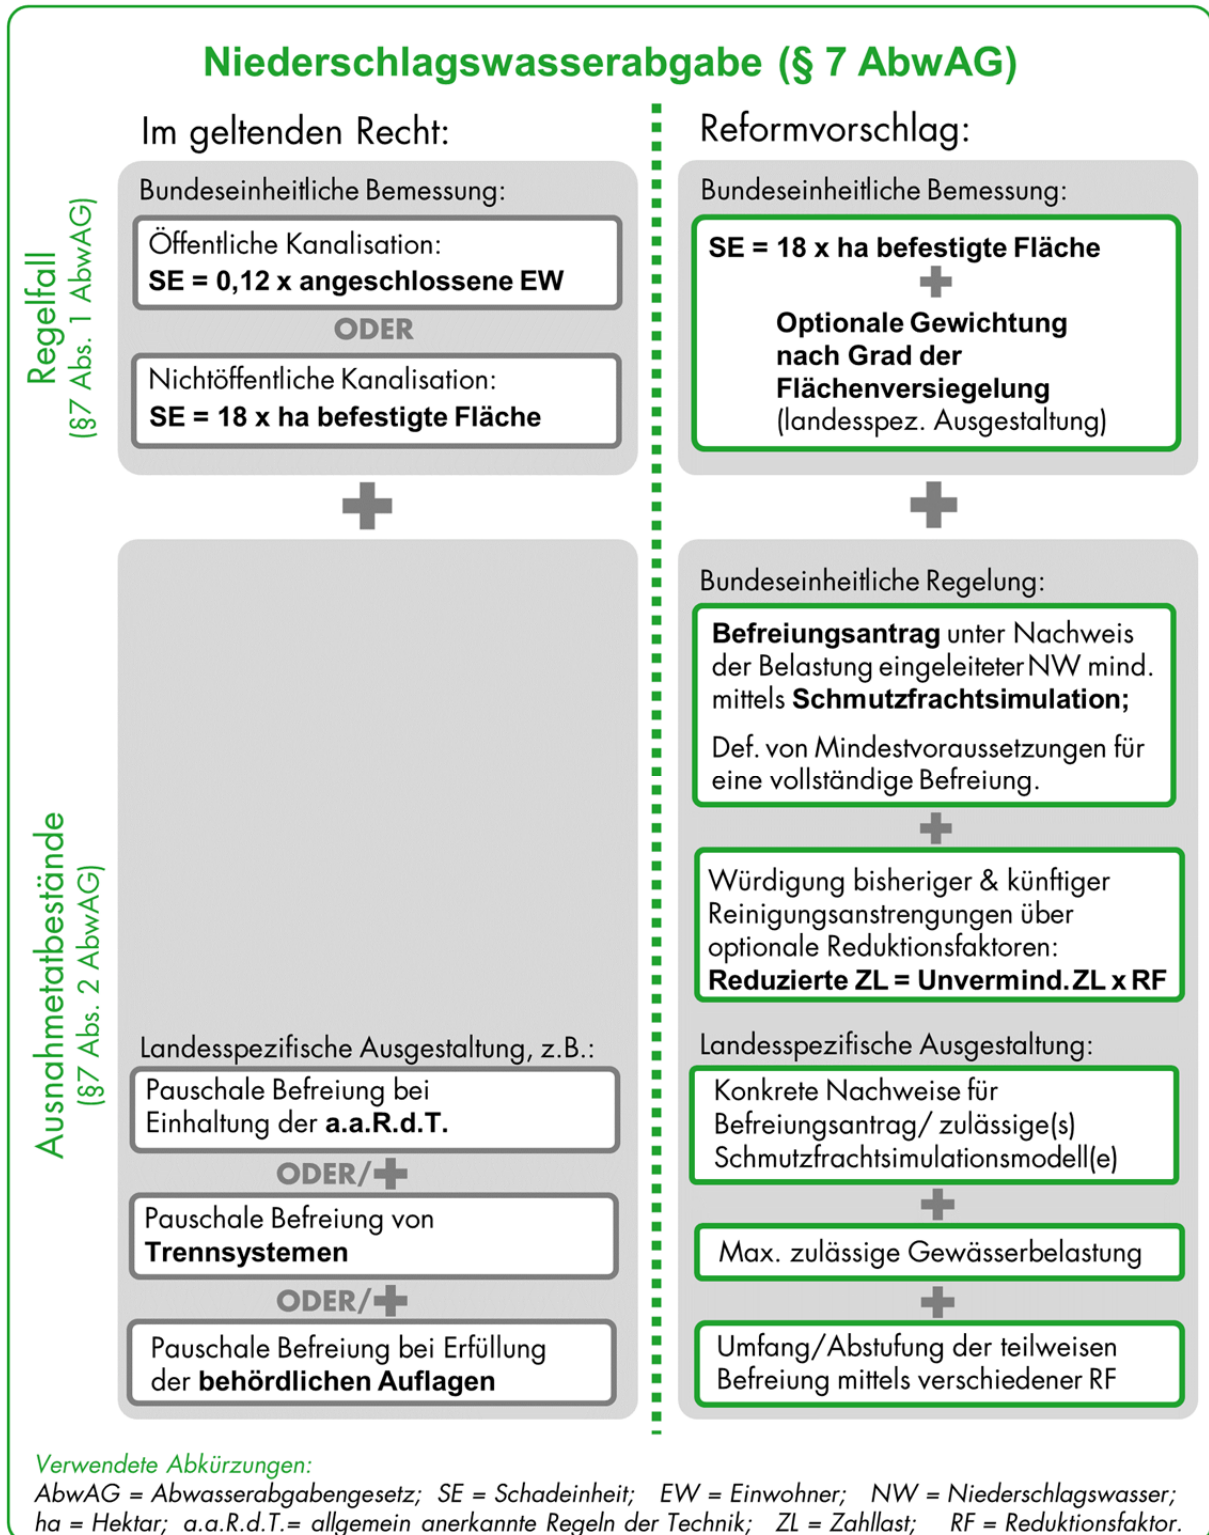 Niederschlagswasserabgabe (§ 7 AbwAG)
Im geltenden Recht:
Regelfall
(§7 Abs. 1 AbwAG)
Bundeseinheitliche Bemessung:
Öffentliche Kanalisation:
SE = 0,12 x angeschlossene EW
ODER
Nichtöffentliche Kanalisation:
SE = 18 x ha befestigte Fläche
+
Ausnahmetatbestände
(§7 Abs. 2 AbwAG)
Landesspezifische Ausgestaltung, z.B.:
Pauschale Befreiung bei
Einhaltung der a.a.R.d.T.
ODER/+
Pauschale Befreiung von
Trennsystemen
ODER/+
Pauschale Befreiung bei Erfüllung
der behördlichen Auflagen
Reformvorschlag:
Bundeseinheitliche Bemessung:
SE = 18 x ha befestigte Fläche
+
Optionale Gewichtung
nach Grad der
Flächenversiegelung
(landesspez. Ausgestaltung)
+
Bundeseinheitliche Regelung:
Befreiungsantrag unter Nachweis
der Belastung eingeleiteter NW mind.
mittels Schmutzfrachtsimulation;
Def. von Mindestvoraussetzungen für
eine vollständige Befreiung.
+
Würdigung bisheriger & künftiger
Reinigungsanstrengungen über
optionale Reduktionsfaktoren:
Reduzierte ZL = Unvermind. ZL x RF
Landesspezifische Ausgestaltung:
Konkrete Nachweise für
Befreiungsantrag/ zulässige(s)
Schmutzfrachtsimulationsmodell(e)
+
Max. zulässige Gewässerbelastung
+
Umfang/Abstufung der teilweisen
Befreiung mittels verschiedener RF
Verwendete Abkürzungen:
AbwAG = Abwasserabgabengesetz; SE = Schadeinheit; EW = Einwohner; NW = Niederschlagswasser;
ha = Hektar; a.a.R.d.T.= allgemein anerkannte Regeln der Technik; ZL = Zahllast; RF = Reduktionsfaktor.